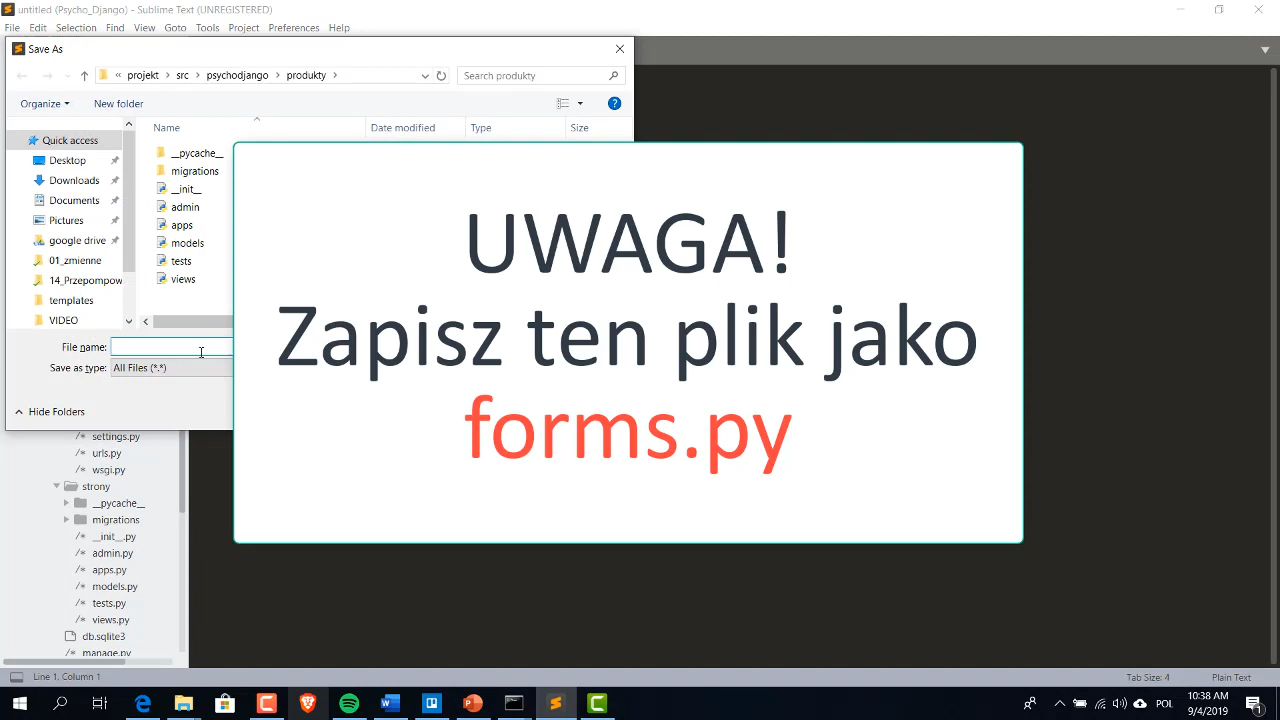 untitled (Psycho_Django) - Sublime Text (UNREGISTERED)
File Edit Selection Find View Goto Tools Project Preferences Help
Save As
« projekt > src > psychodjango > produkty >
Search produkty
Organize
New folder
Name
Date modified
Type
Size
Quick access
Desktop
Downloads
Documents
Pictures
google drive
01_zmienne
14_Przepompow
templates
VIDEO
__pycache__
migrations
__init__
admin
apps
models
tests
views
File name:
Save as type: All Files (*.*)
Hide Folders
UWAGA!
Zapisz ten plik jako
forms.py
settings.py
urls.py
wsgi.py
strony
__pycache__
migrations
/* __init__.py
/* admin.py
/* apps.py
/* models.py
/* tests.py
/* views.py
db.sqlite3
manage.py
Line 1, Column 1
Tab Size: 4
Plain Text
POL
10:38 AM
9/4/2019